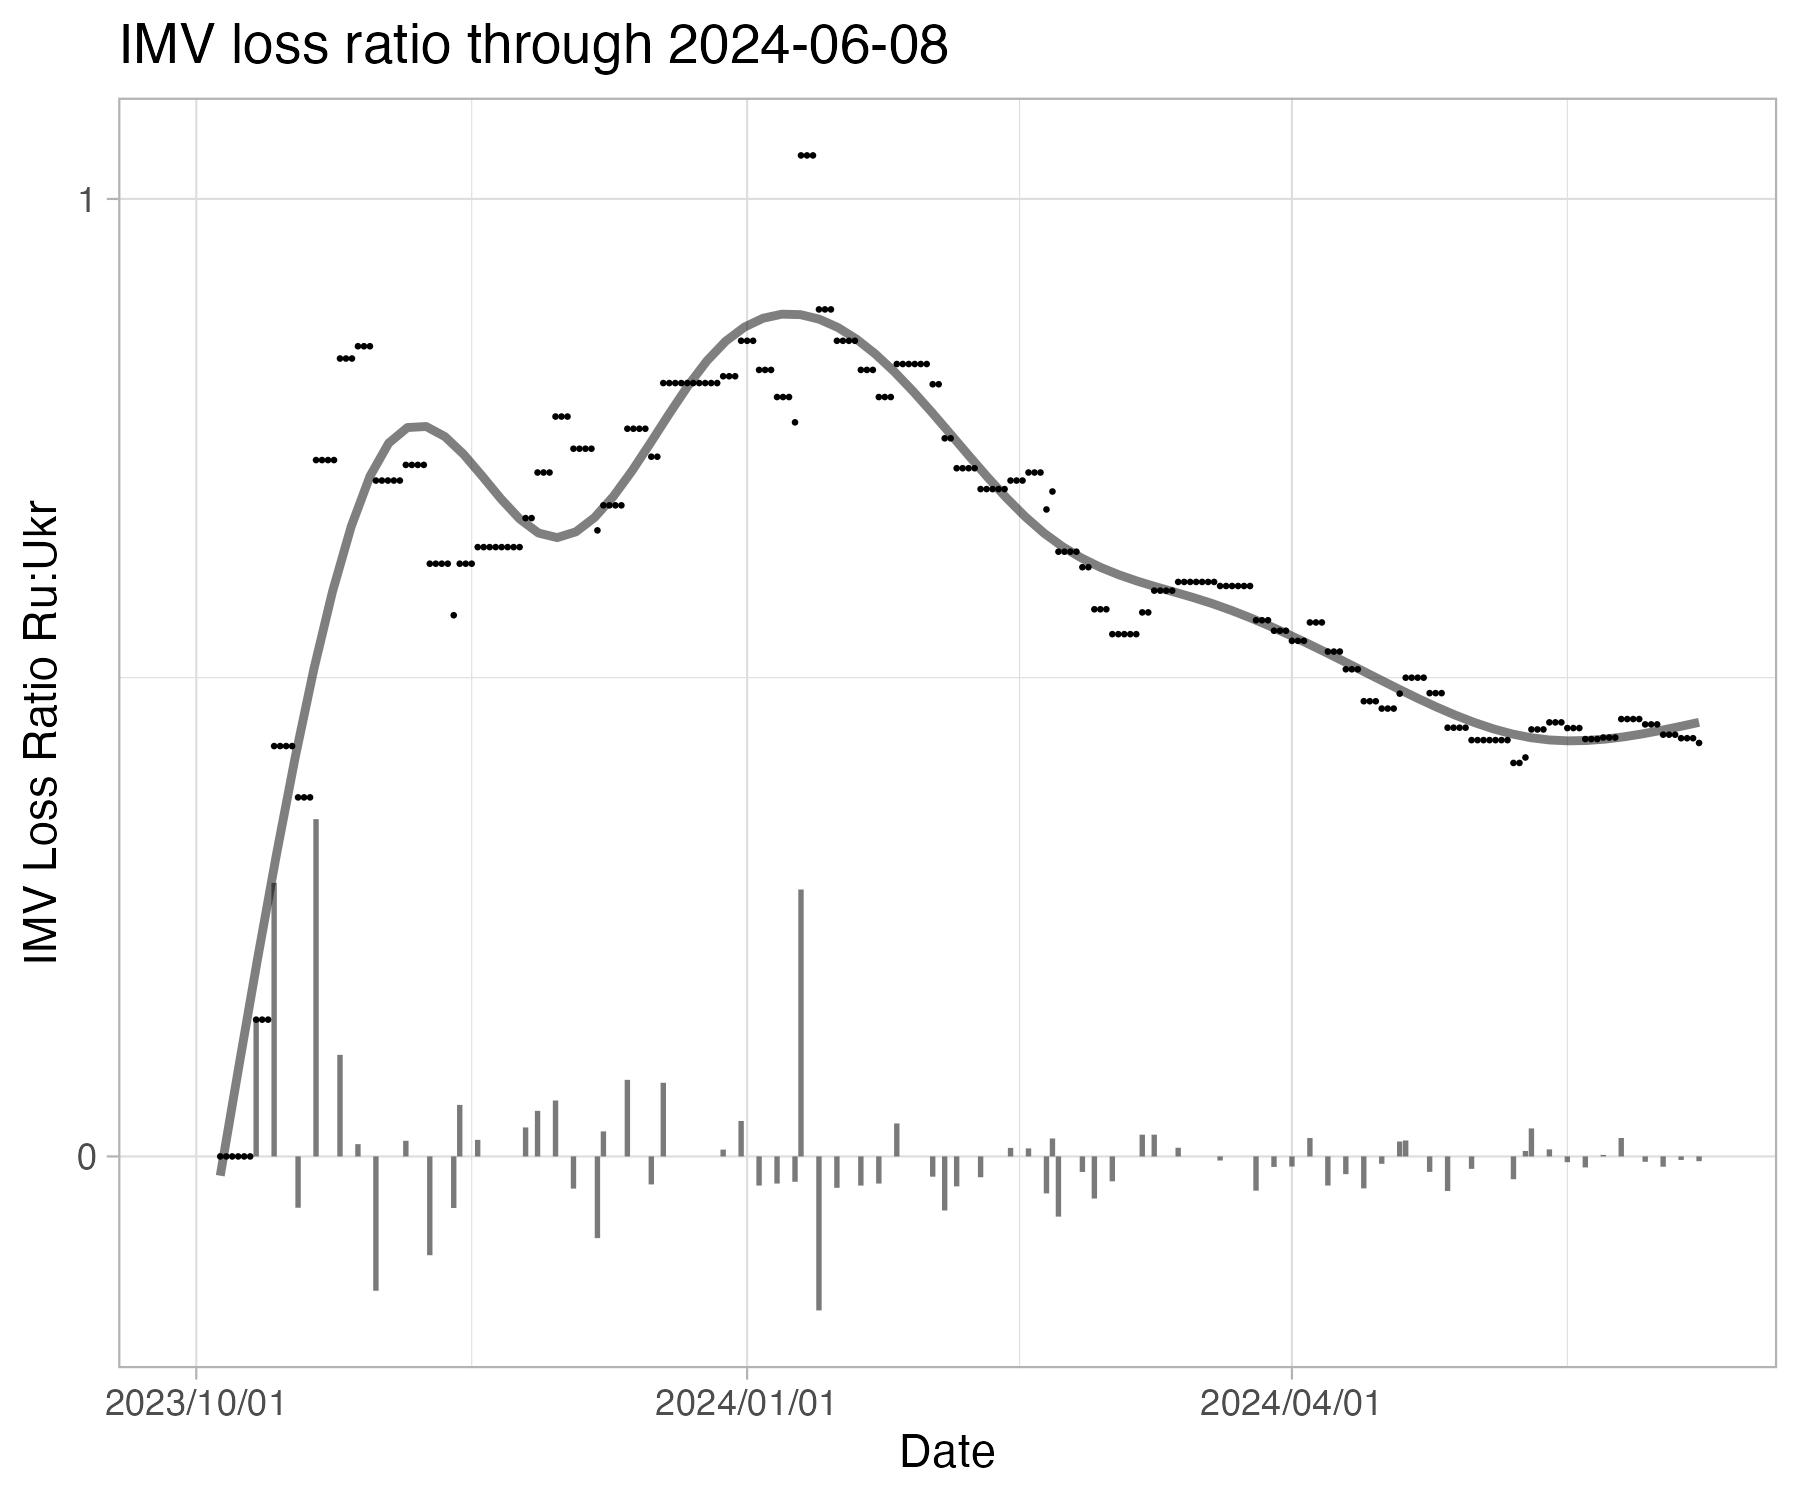 IMV loss ratio through 2024-06-08
IMV Loss Ratio Ru:Ukr
1
0
2023/10/01
2024/01/01
2024/04/01
Date